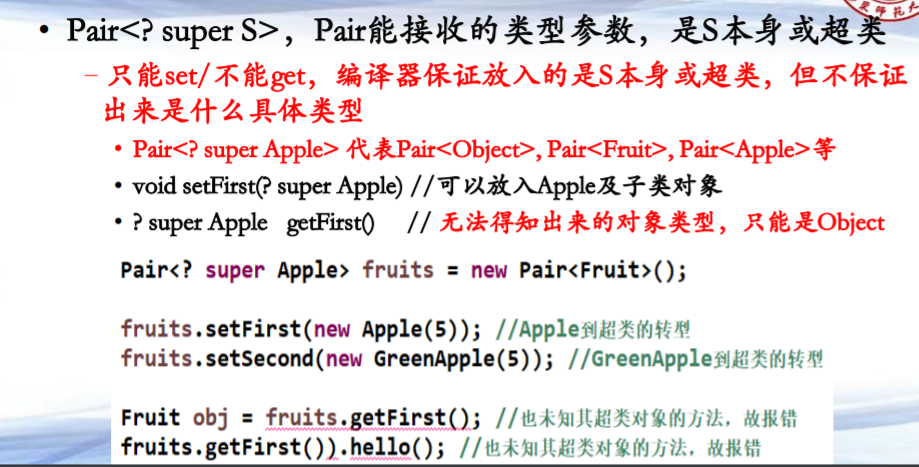 • Pair<? super S>，Pair能接收的类型参数，是S本身或超类
– 只能set/不能get，编译器保证放入的是S本身或超类，但不保证
出来是什么具体类型
• Pair<? super Apple> 代表Pair<Object>, Pair<Fruit>, Pair<Apple>等
• void setFirst(? super Apple) //可以放入Apple及子类对象
• ? super Apple getFirst() // 无法得知出来的对象类型，只能是Object
Pair<? super Apple> fruits = new Pair<Fruit>();
fruits.setFirst(new Apple(5)); //Apple到超类的转型
fruits.setSecond(new GreenApple(5)); //GreenApple到超类的转型
Fruit obj = fruits.getFirst(); //也未知其超类对象的方法，故报错
fruits.getFirst()).hello(); //也未知其超类对象的方法，故报错